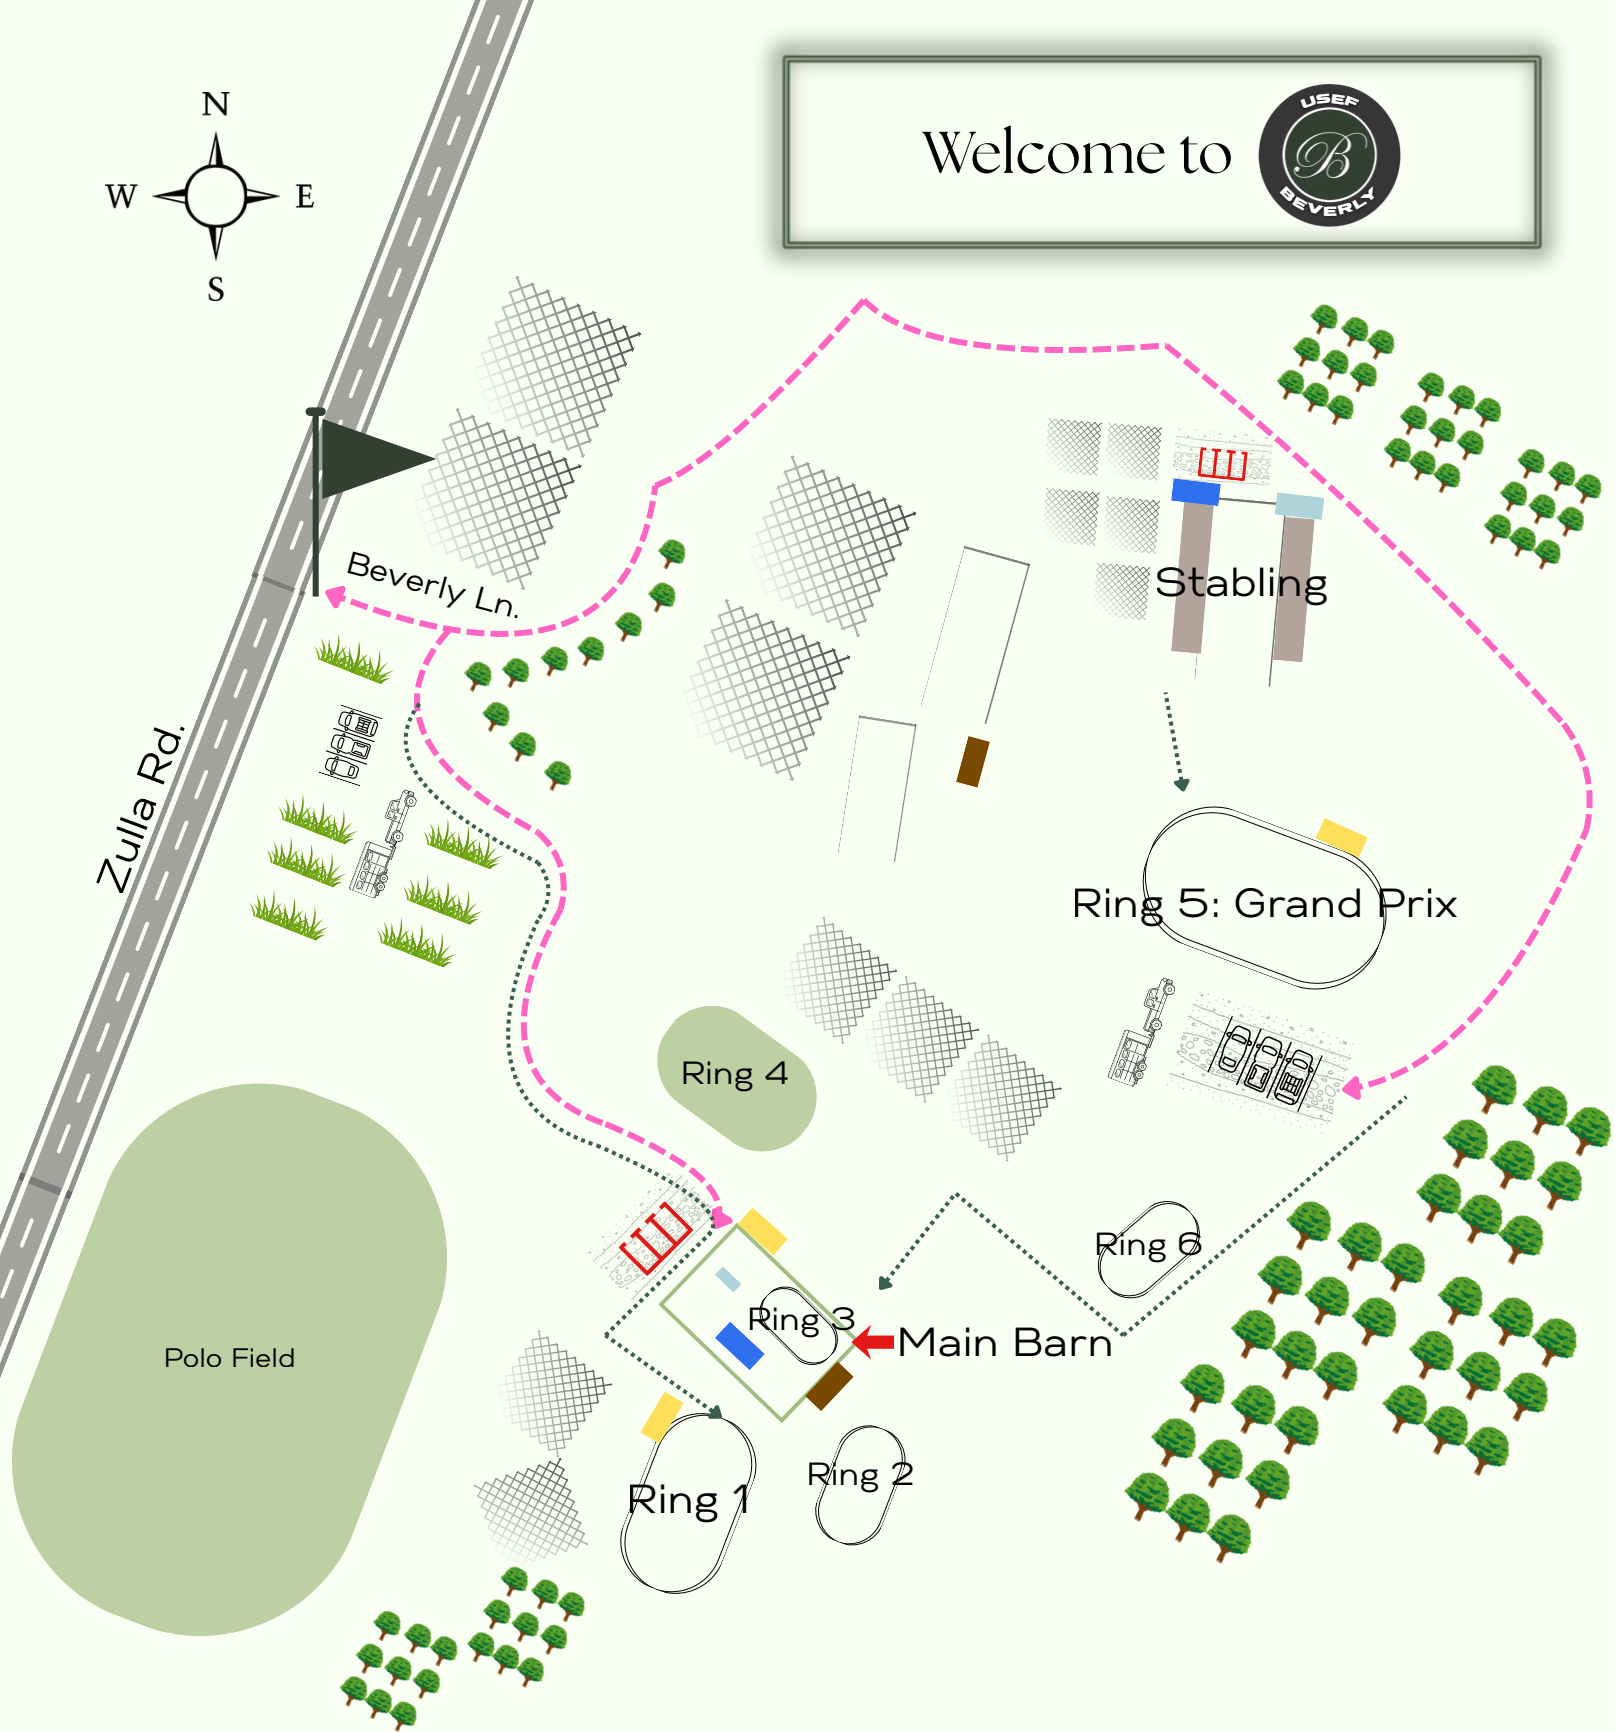 N
W E
S
Welcome to
USEF
B
BEVERLY
Beverly Ln.
Stabling
Zulla Rd.
Ring 5: Grand Prix
Ring 4
Ring 6
Ring 3
Main Barn
Polo Field
Ring 2
Ring 1